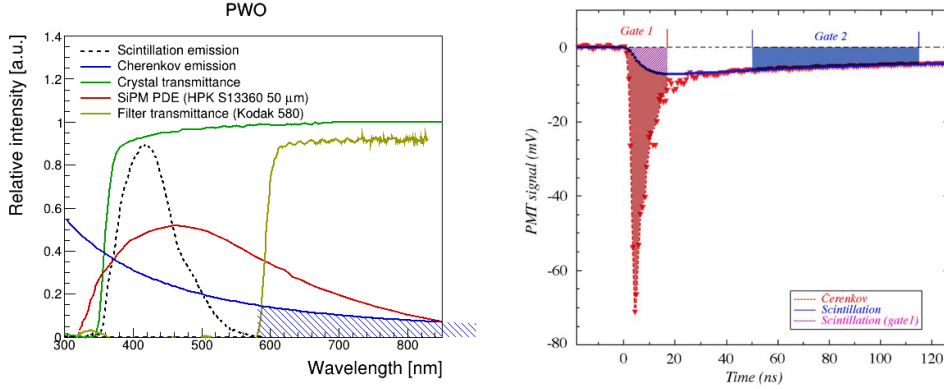 PWO
Relative intensity [a.u.]
1.4
1.2
1
0.8
0.6
0.4
0.2
0
Scintillation emission
Cherenkov emission
Crystal transmittance
SiPM PDE (HPK S13360 50 μm)
Filter transmittance (Kodak 580)
300 400 500 600 700 800
Wavelength [nm]
Gate 1
Gate 2
PMT signal (mV)
0
-20
-40
-60
-80
Čerenkov
Scintillation
Scintillation (gate1)
0 20 40 60 80 100 120
Time (ns)